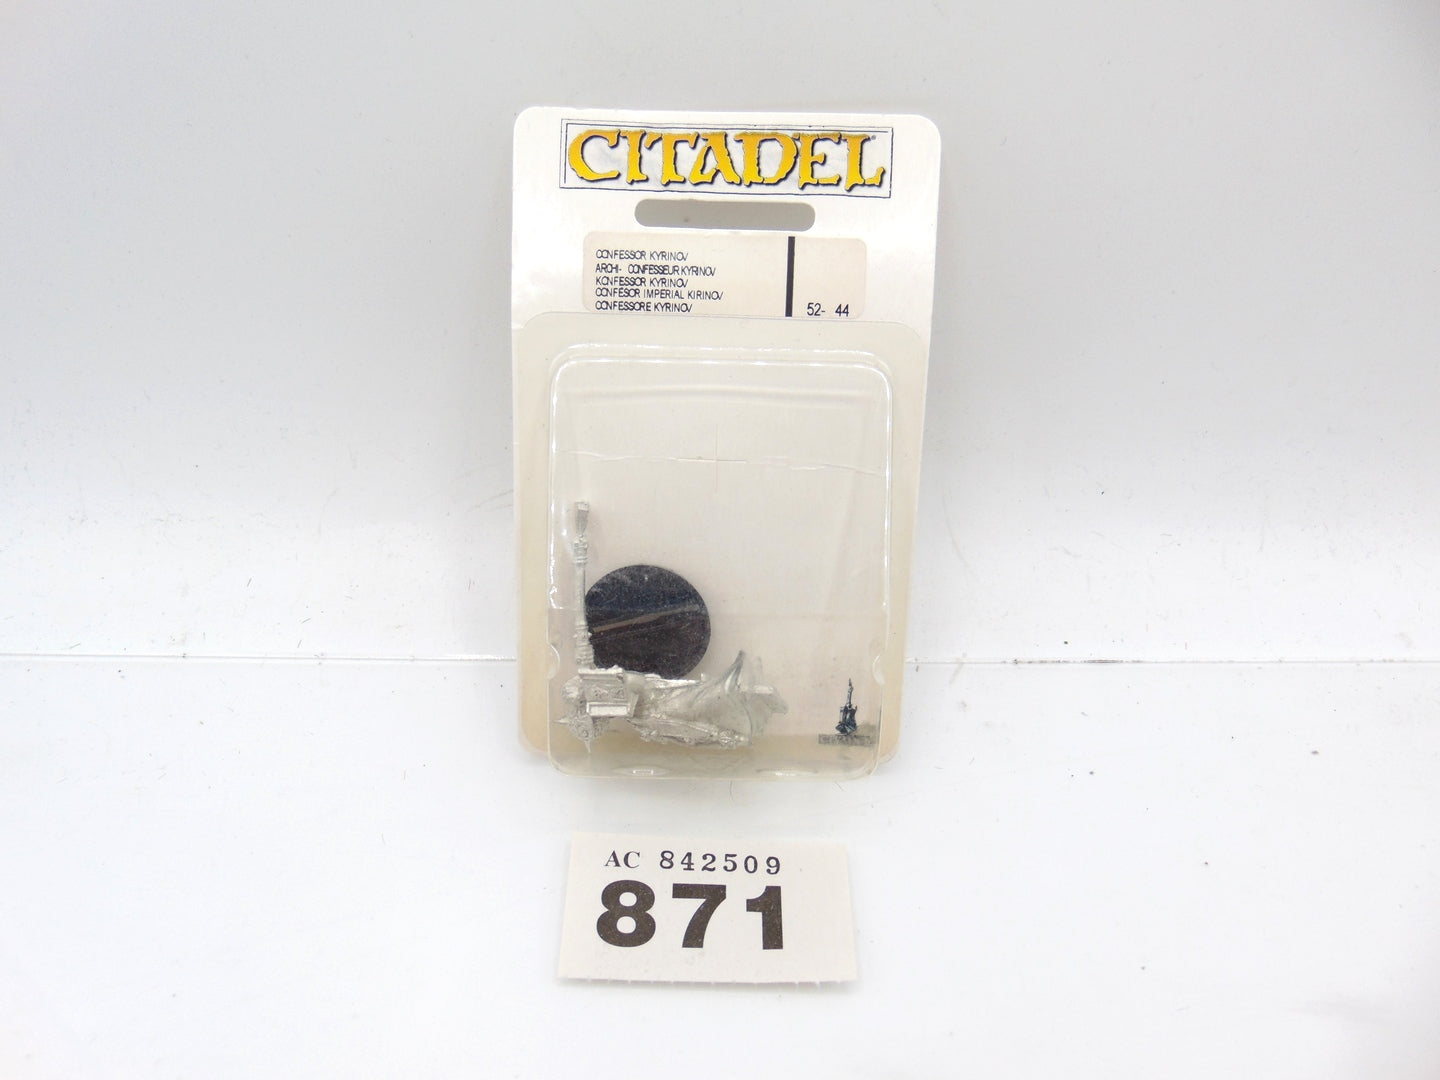 CITADEL
CONFESSOR KYRINOV
ARCHI- CONFESSEUR KYRINOV
KONFESSOR KYRINOV
CONFESOR IMPERIAL KIRINOV
CONFESSORE KYRINOV
52- 44
AC 842509
871